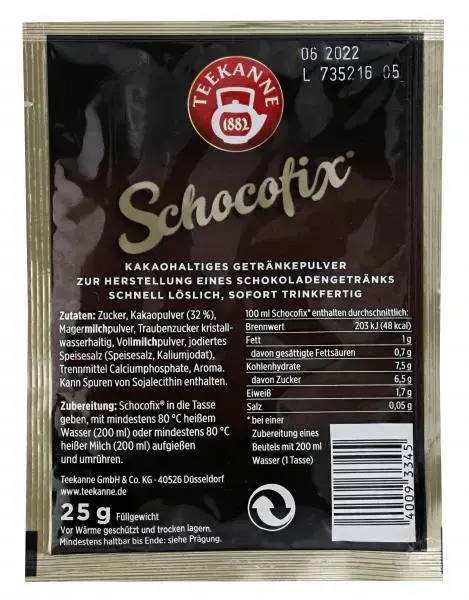 06 2022
L 735216 05
TEEKANNE
1882
Schocofix®
KAKAOHALTIGES GETRÄNKEPULVER
ZUR HERSTELLUNG EINES SCHOKOLADENGETRÄNKS
SCHNELL LÖSLICH, SOFORT TRINKFERTIG
Zutaten: Zucker, Kakaopulver (32 %),
Magermilchpulver, Traubenzucker kristall-
wasserhaltig, Vollmilchpulver, jodiertes
Speisesalz (Speisesalz, Kaliumjodat),
Trennmittel Calciumphosphate, Aroma.
Kann Spuren von Sojalecithin enthalten.
Zubereitung: Schocofix® in die Tasse
geben, mit mindestens 80 °C heißem
Wasser (200 ml) oder mindestens 80 °C
heißer Milch (200 ml) aufgießen
und umrühren.
Teekanne GmbH & Co. KG · 40526 Düsseldorf
www.teekanne.de
25 g Füllgewicht
Vor Wärme geschützt und trocken lagern.
Mindestens haltbar bis Ende: siehe Prägung.
100 ml Schocofix* enthalten durchschnittlich:
Brennwert 203 kJ (48 kcal)
Fett 1 g
davon gesättigte Fettsäuren 0,7 g
Kohlenhydrate 7,5 g
davon Zucker 6,5 g
Eiweiß 1,7 g
Salz 0,05 g
* bei einer
Zubereitung eines
Beutels mit 200 ml
Wasser (1 Tasse)
4009 3345